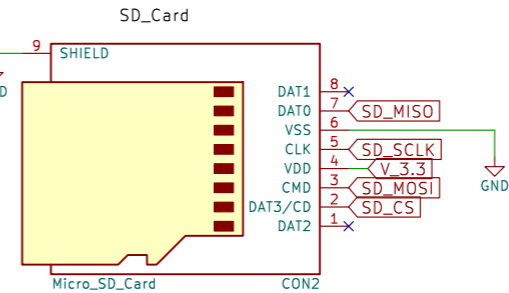 SD_Card
9
SHIELD
D
DAT1 8
DAT0 7 SD_MISO
VSS 6
CLK 5 SD_SCLK
VDD 4 V_3.3
CMD 3 SD_MOSI
GND
DAT3/CD 2 SD_CS
DAT2 1
Micro_SD_Card
CON2